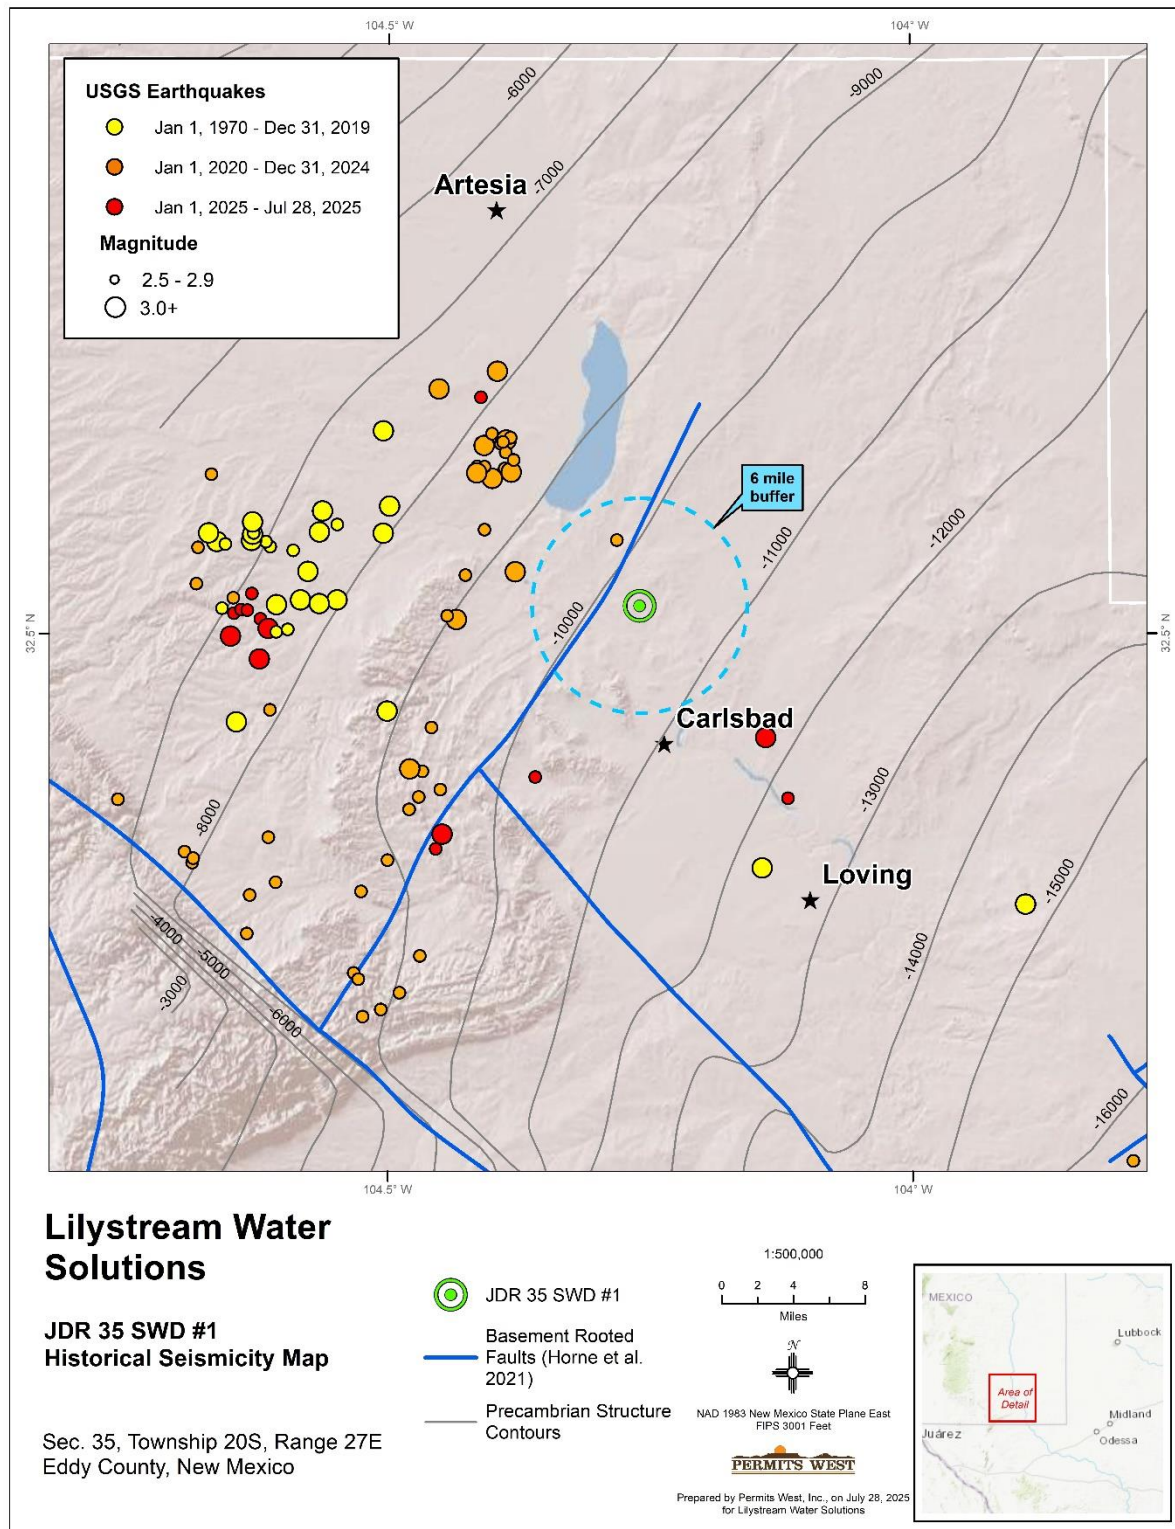 104.5° W
104° W
USGS Earthquakes
Jan 1, 1970 - Dec 31, 2019
Jan 1, 2020 - Dec 31, 2024
Jan 1, 2025 - Jul 28, 2025
Magnitude
2.5 - 2.9
3.0+
-6000
-9000
-7000
Artesia
6 mile
buffer
-12000
-11000
-10000
32.5° N
32.5° N
Carlsbad
-13000
-8000
Loving
-15000
-4000
-5000
-3000
-6000
-14000
-16000
104.5° W
104° W
Lilystream Water
Solutions
JDR 35 SWD #1
Historical Seismicity Map
Sec. 35, Township 20S, Range 27E
Eddy County, New Mexico
JDR 35 SWD #1
Basement Rooted
Faults (Horne et al.
2021)
Precambrian Structure
Contours
1:500,000
0 2 4 8
Miles
N
NAD 1983 New Mexico State Plane East
FIPS 3001 Feet
PERMITS WEST
Prepared by Permits West, Inc., on July 28, 2025
for Lilystream Water Solutions
MEXICO
Lubbock
Area of
Detail
Midland
Odessa
Juárez